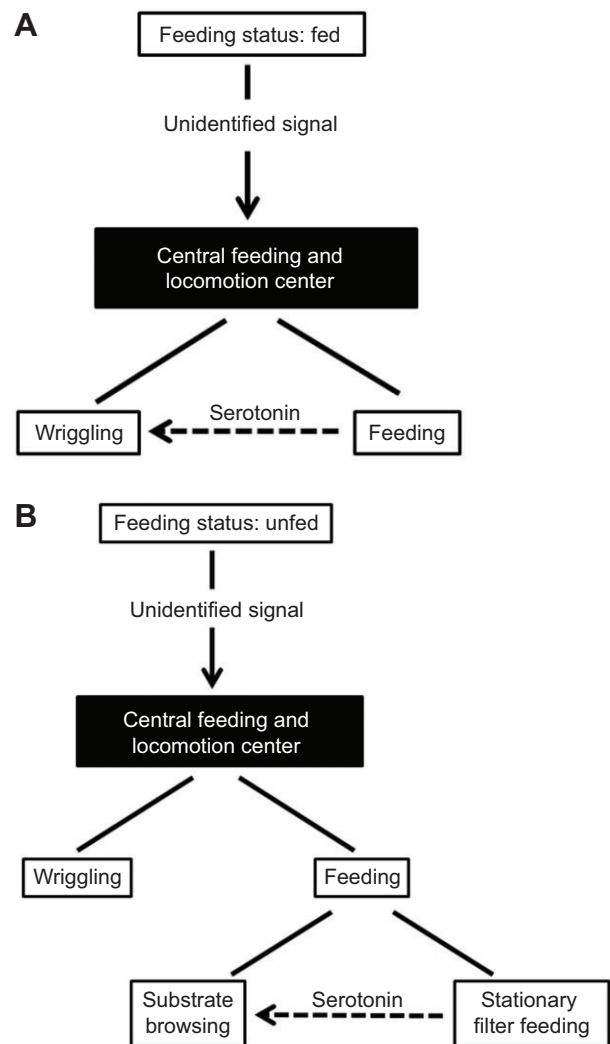 A
Feeding status: fed
Unidentified signal
Central feeding and
locomotion center
Serotonin
Wriggling
Feeding
B
Feeding status: unfed
Unidentified signal
Central feeding and
locomotion center
Wriggling
Feeding
Substrate
browsing
Serotonin
Stationary
filter feeding